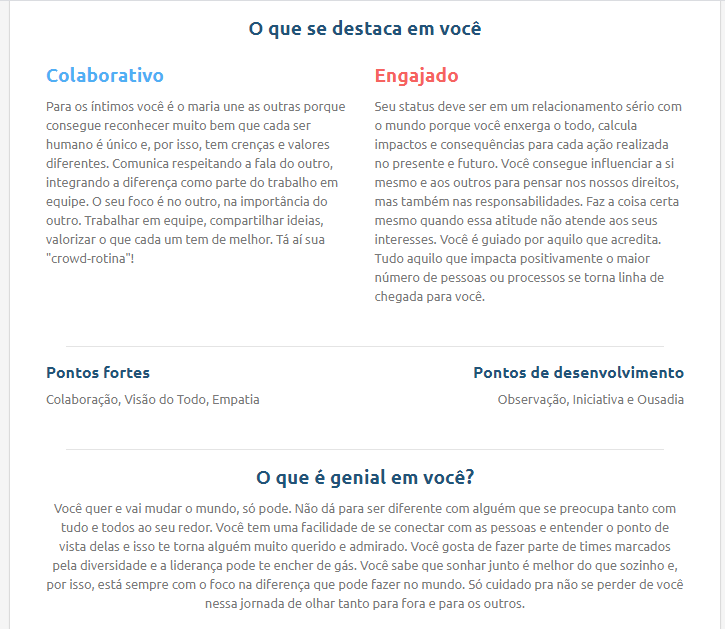 O que se destaca em você
Colaborativo
Para os íntimos você é o maria une as outras porque
consegue reconhecer muito bem que cada ser
humano é único e, por isso, tem crenças e valores
diferentes. Comunica respeitando a fala do outro,
integrando a diferença como parte do trabalho em
equipe. O seu foco é no outro, na importância do
outro. Trabalhar em equipe, compartilhar ideias,
valorizar o que cada um tem de melhor. Tá aí sua
"crowd-rotina"!
Engajado
Seu status deve ser em um relacionamento sério com
o mundo porque você enxerga o todo, calcula
impactos e consequências para cada ação realizada
no presente e futuro. Você consegue influenciar a si
mesmo e aos outros para pensar nos nossos direitos,
mas também nas responsabilidades. Faz a coisa certa
mesmo quando essa atitude não atende aos seus
interesses. Você é guiado por aquilo que acredita.
Tudo aquilo que impacta positivamente o maior
número de pessoas ou processos se torna linha de
chegada para você.
Pontos fortes
Colaboração, Visão do Todo, Empatia
Pontos de desenvolvimento
Observação, Iniciativa e Ousadia
O que é genial em você?
Você quer e vai mudar o mundo, só pode. Não dá para ser diferente com alguém que se preocupa tanto com
tudo e todos ao seu redor. Você tem uma facilidade de se conectar com as pessoas e entender o ponto de
vista delas e isso te torna alguém muito querido e admirado. Você gosta de fazer parte de times marcados
pela diversidade e a liderança pode te encher de gás. Você sabe que sonhar junto é melhor do que sozinho e,
por isso, está sempre com o foco na diferença que pode fazer no mundo. Só cuidado pra não se perder de você
nessa jornada de olhar tanto para fora e para os outros.